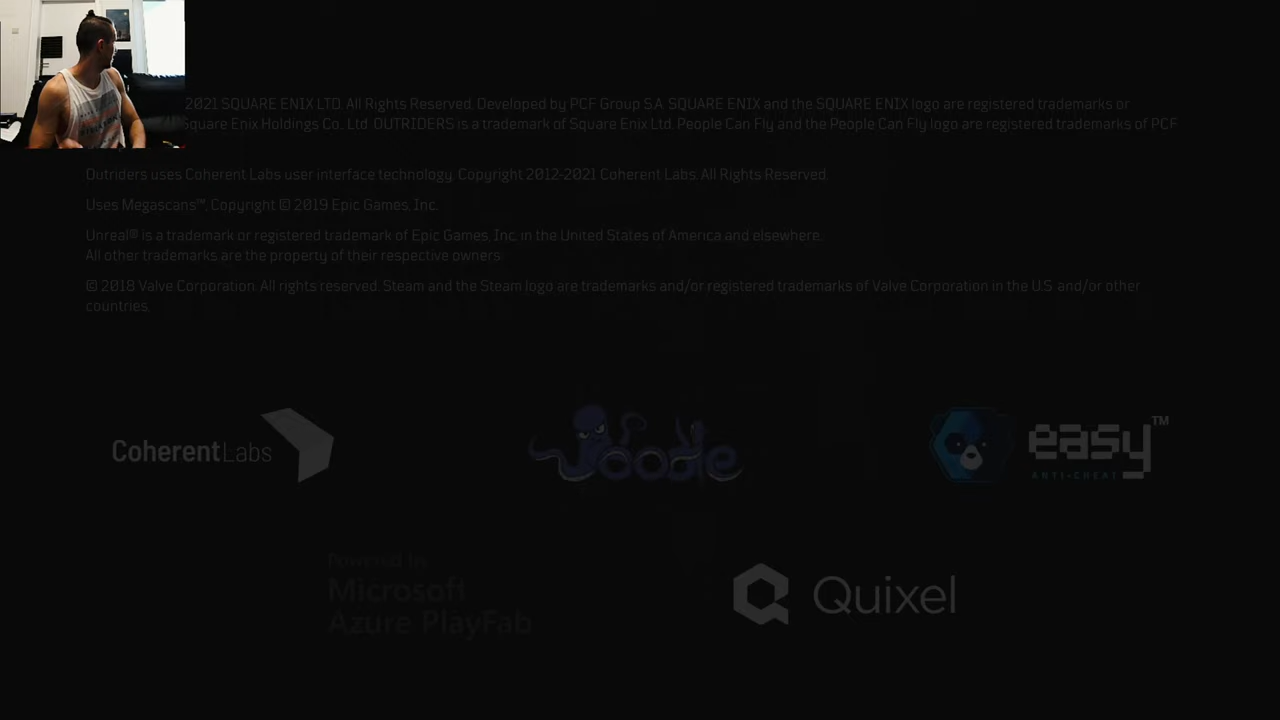 2021 SQUARE ENIX LTD. All Rights Reserved. Developed by PCF Group S.A. SQUARE ENIX and the SQUARE ENIX logo are registered trademarks or
Square Enix Holdings Co., Ltd. OUTRIDERS is a trademark of Square Enix Ltd. People Can Fly and the People Can Fly logo are registered trademarks of PCF
Outriders uses Coherent Labs user interface technology. Copyright 2012-2021 Coherent Labs. All Rights Reserved.
Uses Megascans™, Copyright © 2019 Epic Games, Inc.
Unreal® is a trademark or registered trademark of Epic Games, Inc. in the United States of America and elsewhere.
All other trademarks are the property of their respective owners
© 2018 Valve Corporation. All rights reserved. Steam and the Steam logo are trademarks and/or registered trademarks of Valve Corporation in the U.S. and/or other
countries.
CoherentLabs
Oodle
easy™
ANTI-CHEAT
Powered by
Microsoft
Azure PlayFab
Quixel